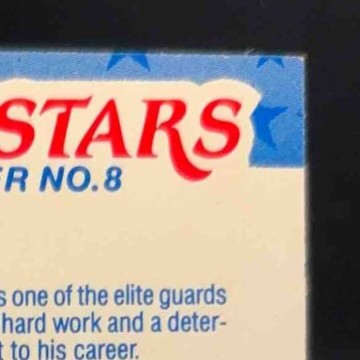 STARS
R NO.8
s one of the elite guards
hard work and a deter-
t to his career.